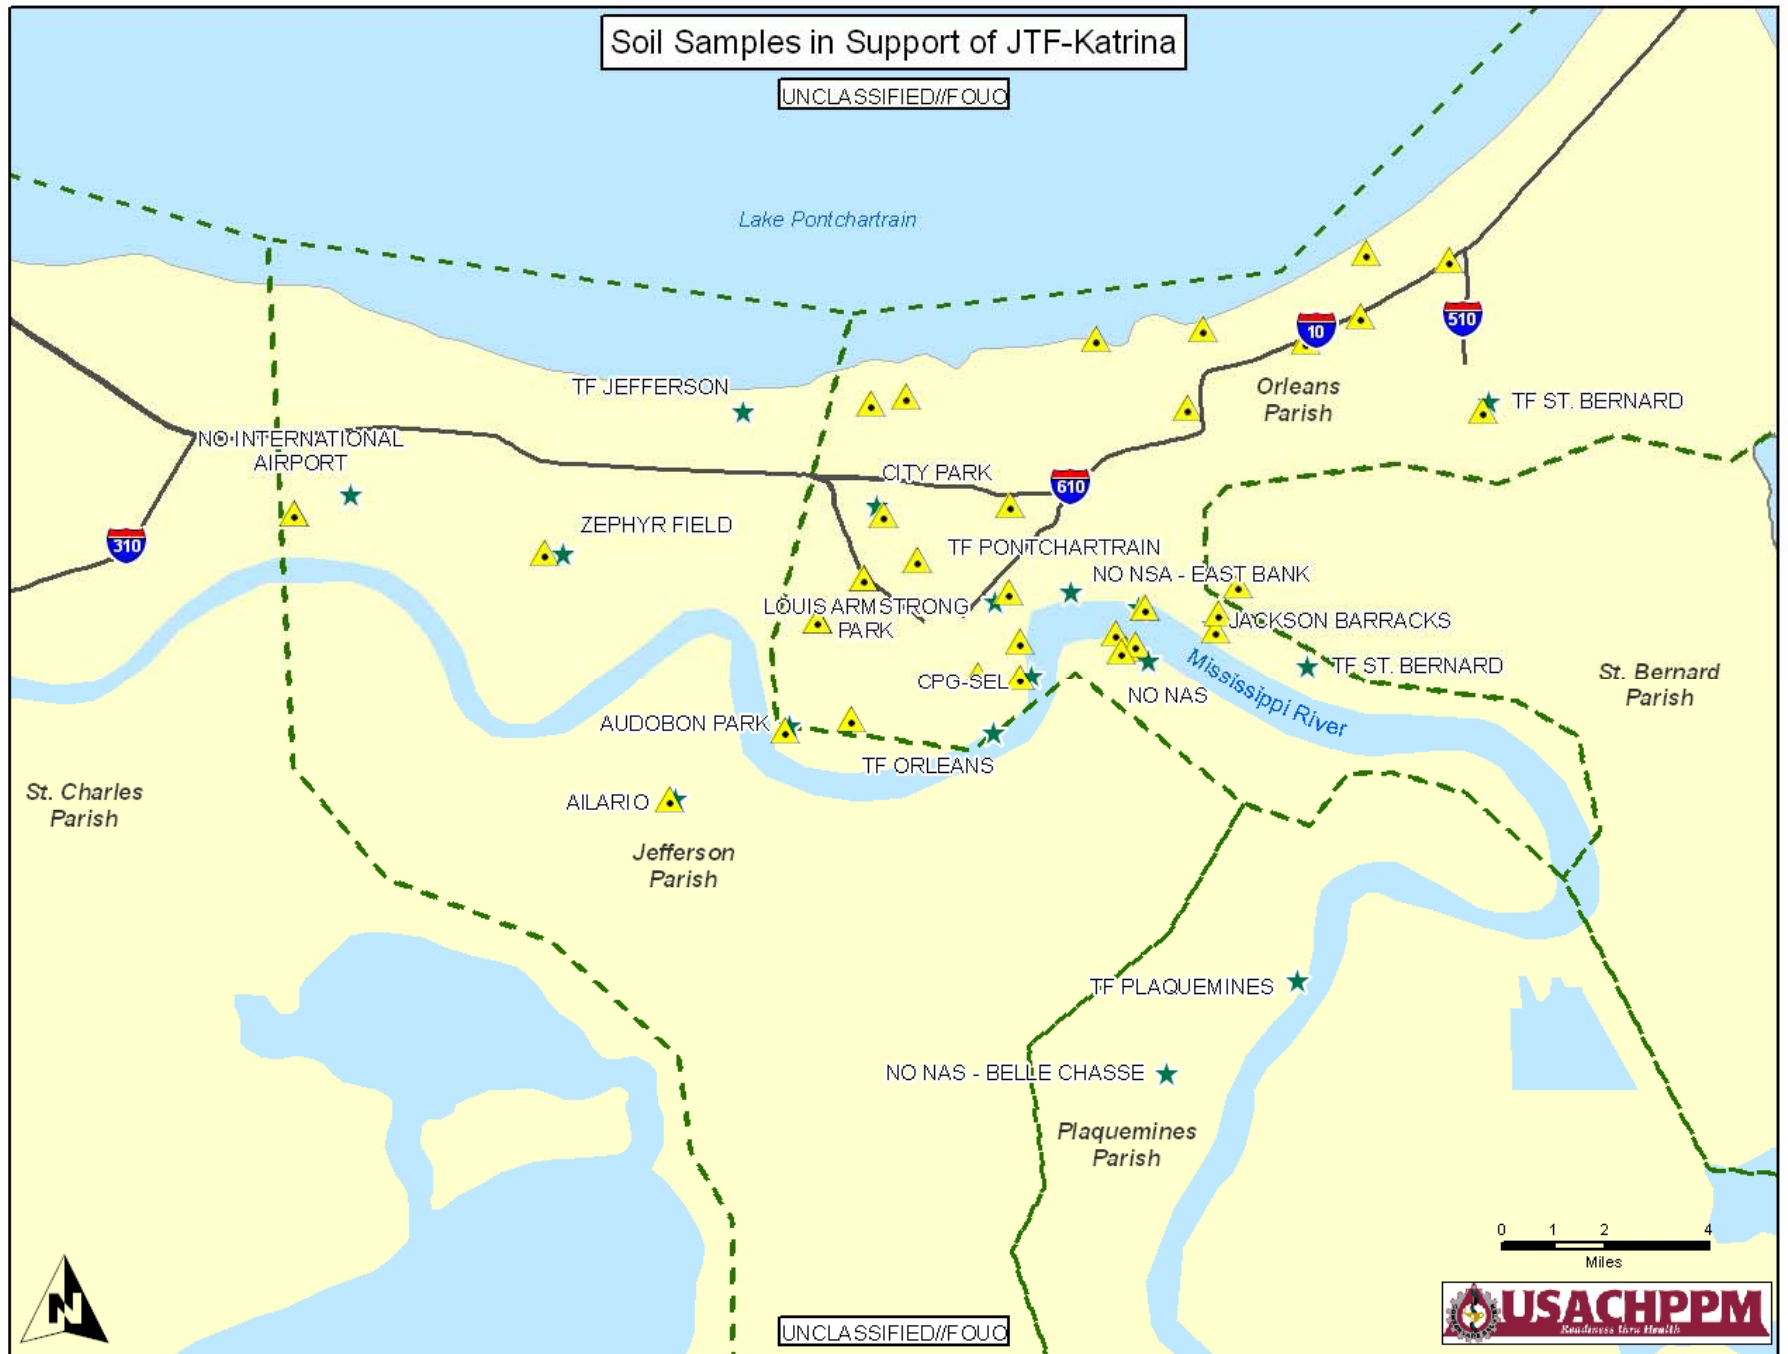 Soil Samples in Support of JTF-Katrina
UNCLASSIFIED//FOUO
Lake Pontchartrain
10
510
TF JEFFERSON
Orleans
Parish
TF ST. BERNARD
NO INTERNATIONAL
AIRPORT
CITY PARK
610
310
ZEPHYR FIELD
TF PONTCHARTRAIN
NO NSA - EAST BANK
LOUIS ARMSTRONG
PARK
JACKSON BARRACKS
Mississippi River
TF ST. BERNARD
St. Bernard
Parish
CPG-SEL
NO NAS
AUDOBON PARK
TF ORLEANS
St. Charles
Parish
AILARIO
Jefferson
Parish
TF PLAQUEMINES
NO NAS - BELLE CHASSE
Plaquemines
Parish
0 1 2 4
Miles
N
USACHPPM
Readiness thru Health
UNCLASSIFIED//FOUO